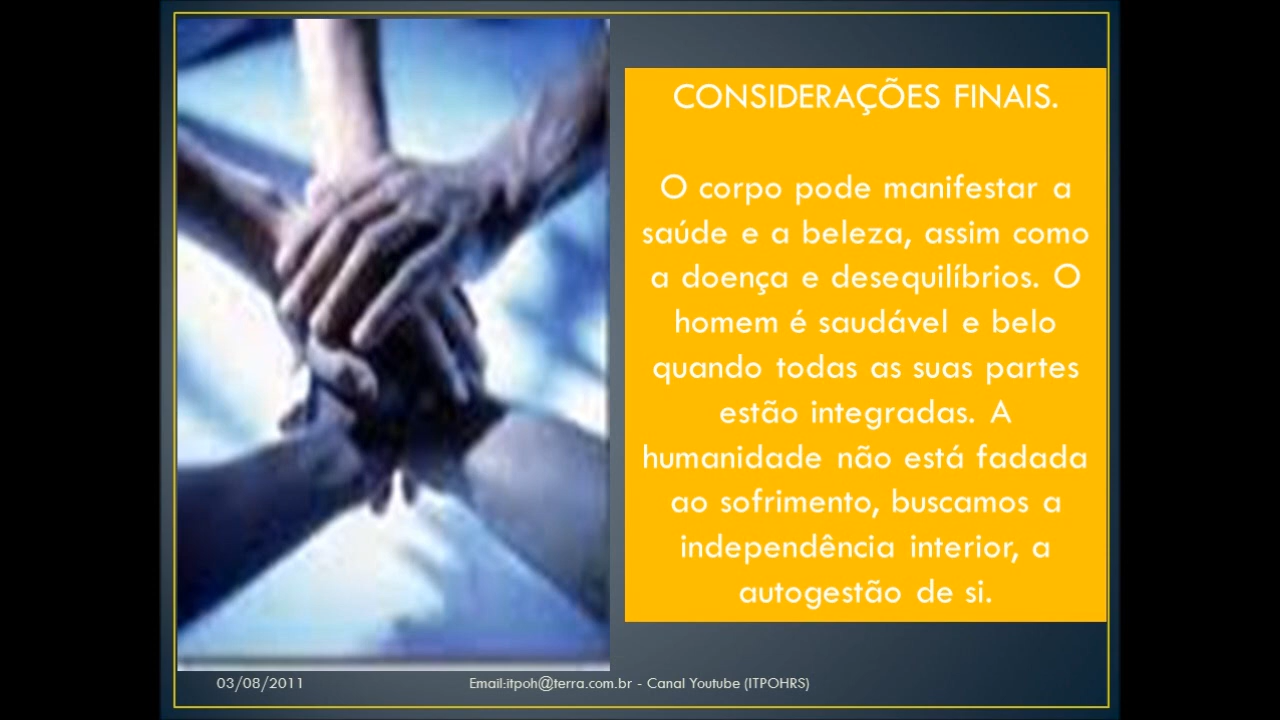 CONSIDERAÇÕES FINAIS.
O corpo pode manifestar a
saúde e a beleza, assim como
a doença e desequilíbrios. O
homem é saudável e belo
quando todas as suas partes
estão integradas. A
humanidade não está fadada
ao sofrimento, buscamos a
independência interior, a
autogestão de si.
03/08/2011
Email:itpoh@terra.com.br - Canal Youtube (ITPOHRS)